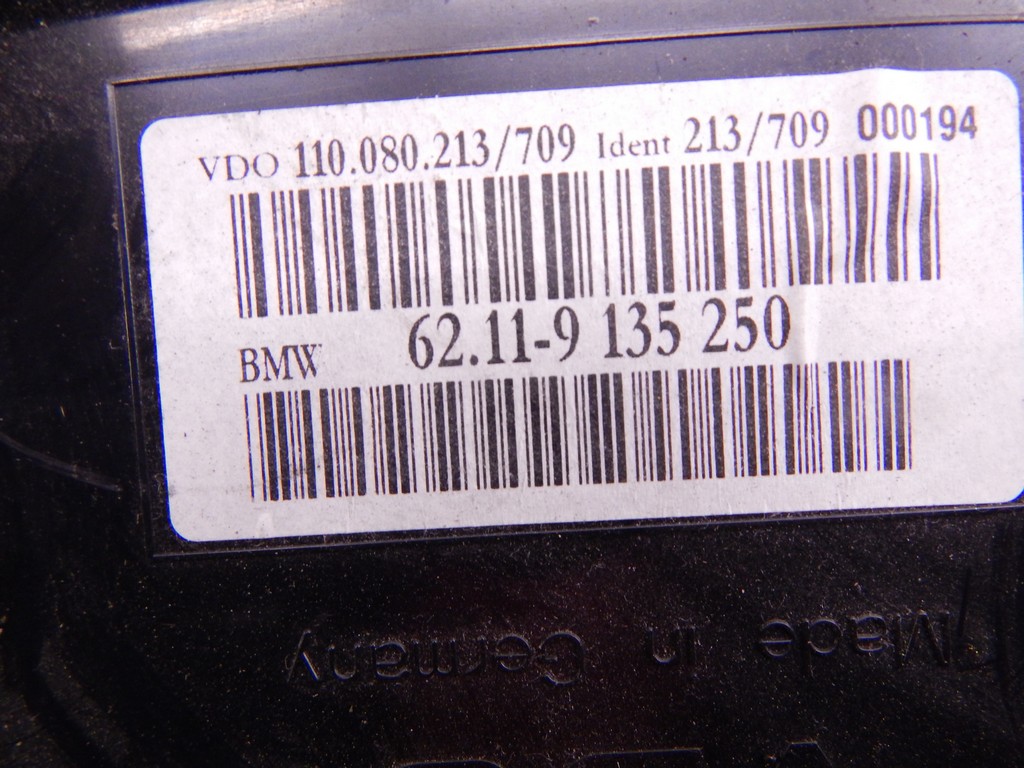 VDO 110.080.213/709 Ident 213/709 000194
BMW 62.11-9 135 250
Made in Germany